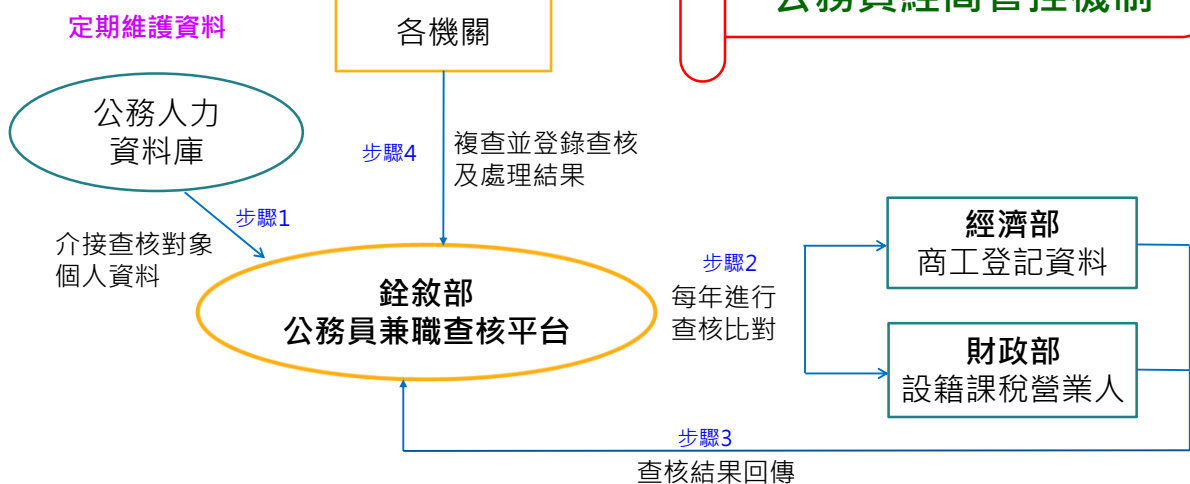 公務員經商管控機制
定期維護資料
各機關
公務人力
資料庫
步驟4
複查並登錄查核
及處理結果
步驟1
介接查核對象
個人資料
銓敘部
公務員兼職查核平台
步驟2
每年進行
查核比對
經濟部
商工登記資料
財政部
設籍課稅營業人
步驟3
查核結果回傳